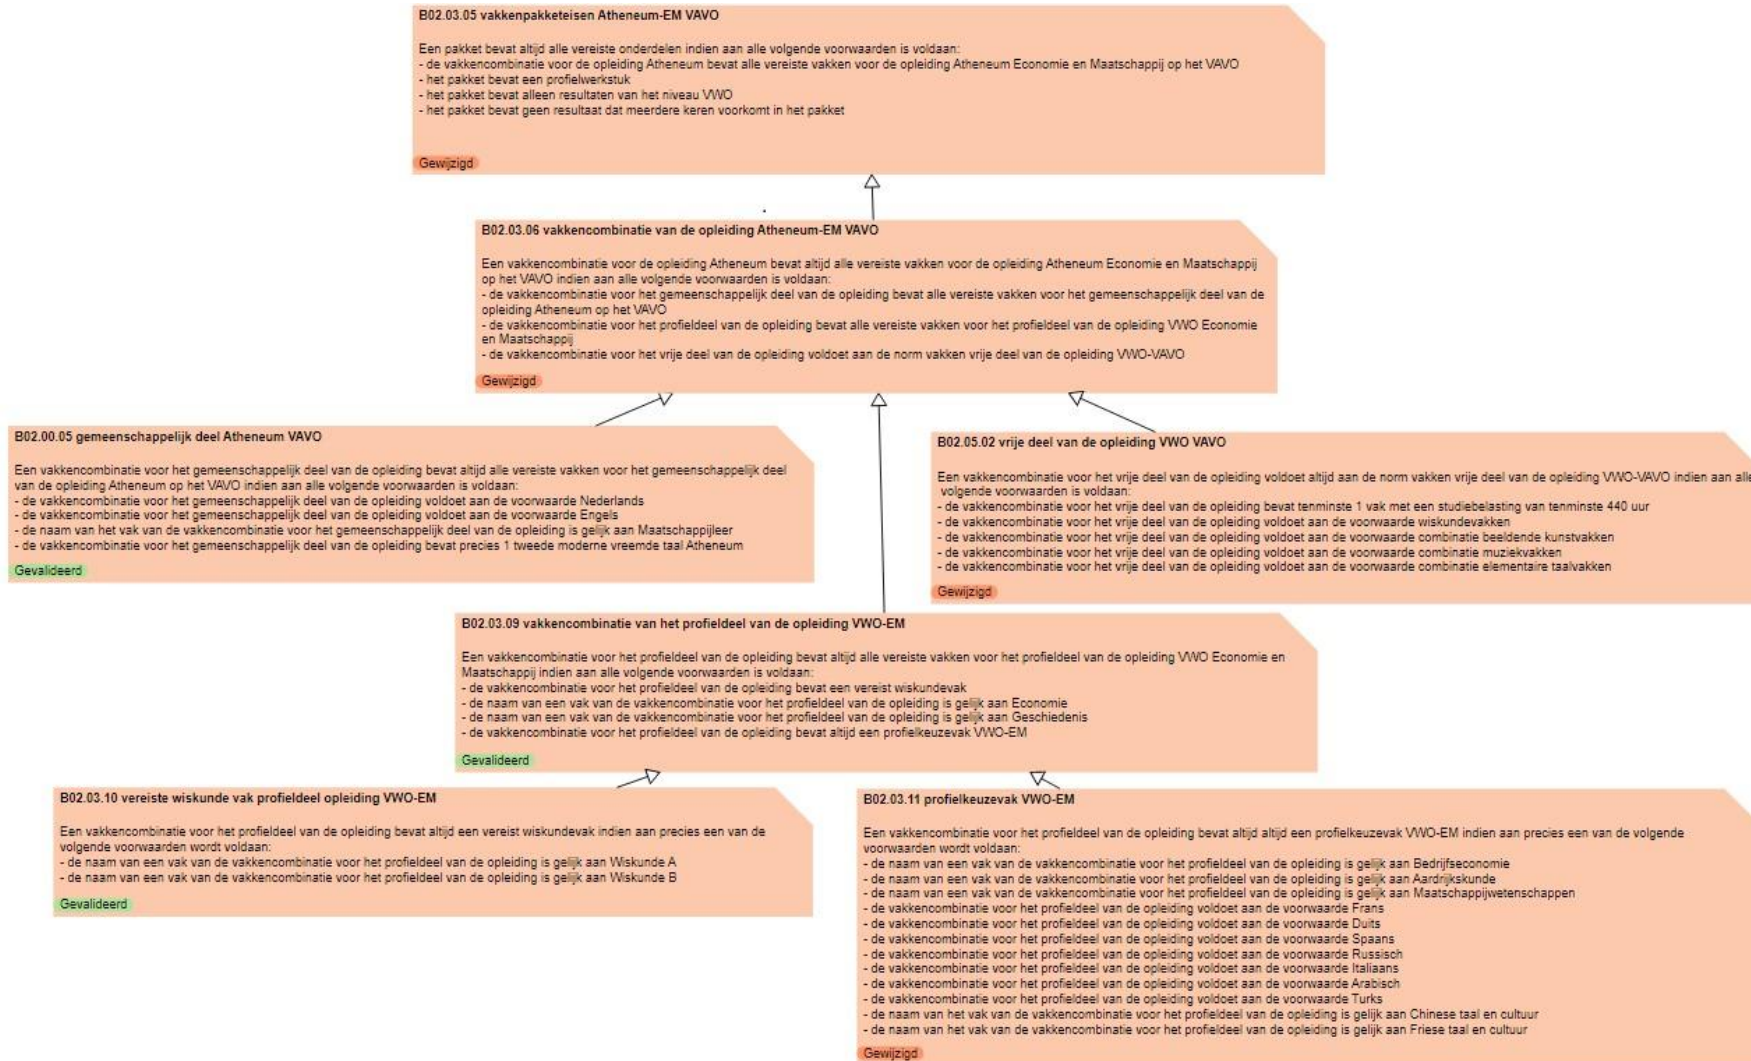 B02.03.05 vakkenpakketeisen Atheneum-EM VAVO
Een pakket bevat altijd alle vereiste onderdelen indien aan alle volgende voorwaarden is voldaan:
- de vakkencombinatie voor de opleiding Atheneum bevat alle vereiste vakken voor de opleiding Atheneum Economie en Maatschappij op het VAVO
- het pakket bevat een profielwerkstuk
- het pakket bevat alleen resultaten van het niveau VWO
- het pakket bevat geen resultaat dat meerdere keren voorkomt in het pakket
Gewijzigd
B02.03.06 vakkencombinatie van de opleiding Atheneum-EM VAVO
Een vakkencombinatie voor de opleiding Atheneum bevat altijd alle vereiste vakken voor de opleiding Atheneum Economie en Maatschappij
op het VAVO indien aan alle volgende voorwaarden is voldaan:
- de vakkencombinatie voor het gemeenschappelijk deel van de opleiding bevat alle vereiste vakken voor het gemeenschappelijk deel van de
opleiding Atheneum op het VAVO
- de vakkencombinatie voor het profieldeel van de opleiding bevat alle vereiste vakken voor het profieldeel van de opleiding VWO Economie
en Maatschappij
- de vakkencombinatie voor het vrije deel van de opleiding voldoet aan de norm vakken vrije deel van de opleiding VWO-VAVO
Gewijzigd
B02.00.05 gemeenschappelijk deel Atheneum VAVO
Een vakkencombinatie voor het gemeenschappelijk deel van de opleiding bevat altijd alle vereiste vakken voor het gemeenschappelijk deel
van de opleiding Atheneum op het VAVO indien aan alle volgende voorwaarden is voldaan:
- de vakkencombinatie voor het gemeenschappelijk deel van de opleiding voldoet aan de voorwaarde Nederlands
- de vakkencombinatie voor het gemeenschappelijk deel van de opleiding voldoet aan de voorwaarde Engels
- de naam van het vak van de vakkencombinatie voor het gemeenschappelijk deel van de opleiding is gelijk aan Maatschappijleer
- de vakkencombinatie voor het gemeenschappelijk deel van de opleiding bevat precies 1 tweede moderne vreemde taal Atheneum
Gevalideerd
B02.05.02 vrije deel van de opleiding VWO VAVO
Een vakkencombinatie voor het vrije deel van de opleiding voldoet altijd aan de norm vakken vrije deel van de opleiding VWO-VAVO indien aan alle
volgende voorwaarden is voldaan:
- de vakkencombinatie voor het vrije deel van de opleiding bevat tenminste 1 vak met een studiebelasting van tenminste 440 uur
- de vakkencombinatie voor het vrije deel van de opleiding voldoet aan de voorwaarde wiskundevakken
- de vakkencombinatie voor het vrije deel van de opleiding voldoet aan de voorwaarde combinatie beeldende kunstvakken
- de vakkencombinatie voor het vrije deel van de opleiding voldoet aan de voorwaarde combinatie muziekvakken
- de vakkencombinatie voor het vrije deel van de opleiding voldoet aan de voorwaarde combinatie elementaire taalvakken
Gewijzigd
B02.03.09 vakkencombinatie van het profieldeel van de opleiding VWO-EM
Een vakkencombinatie voor het profieldeel van de opleiding bevat altijd alle vereiste vakken voor het profieldeel van de opleiding VWO Economie en
Maatschappij indien aan alle volgende voorwaarden is voldaan:
- de vakkencombinatie voor het profieldeel van de opleiding bevat een vereist wiskundevak
- de naam van een vak van de vakkencombinatie voor het profieldeel van de opleiding is gelijk aan Economie
- de naam van een vak van de vakkencombinatie voor het profieldeel van de opleiding is gelijk aan Geschiedenis
- de vakkencombinatie voor het profieldeel van de opleiding bevat altijd een profielkeuzevak VWO-EM
Gevalideerd
B02.03.10 vereiste wiskunde vak profieldeel opleiding VWO-EM
Een vakkencombinatie voor het profieldeel van de opleiding bevat altijd een vereist wiskundevak indien aan precies een van de
volgende voorwaarden wordt voldaan:
- de naam van een vak van de vakkencombinatie voor het profieldeel van de opleiding is gelijk aan Wiskunde A
- de naam van een vak van de vakkencombinatie voor het profieldeel van de opleiding is gelijk aan Wiskunde B
Gevalideerd
B02.03.11 profielkeuzevak VWO-EM
Een vakkencombinatie voor het profieldeel van de opleiding bevat altijd altijd een profielkeuzevak VWO-EM indien aan precies een van de volgende
voorwaarden wordt voldaan:
- de naam van een vak van de vakkencombinatie voor het profieldeel van de opleiding is gelijk aan Bedrijfseconomie
- de naam van een vak van de vakkencombinatie voor het profieldeel van de opleiding is gelijk aan Aardrijkskunde
- de naam van een vak van de vakkencombinatie voor het profieldeel van de opleiding is gelijk aan Maatschappijwetenschappen
- de vakkencombinatie voor het profieldeel van de opleiding voldoet aan de voorwaarde Frans
- de vakkencombinatie voor het profieldeel van de opleiding voldoet aan de voorwaarde Duits
- de vakkencombinatie voor het profieldeel van de opleiding voldoet aan de voorwaarde Spaans
- de vakkencombinatie voor het profieldeel van de opleiding voldoet aan de voorwaarde Russisch
- de vakkencombinatie voor het profieldeel van de opleiding voldoet aan de voorwaarde Italiaans
- de vakkencombinatie voor het profieldeel van de opleiding voldoet aan de voorwaarde Arabisch
- de vakkencombinatie voor het profieldeel van de opleiding voldoet aan de voorwaarde Turks
- de naam van het vak van de vakkencombinatie voor het profieldeel van de opleiding is gelijk aan Chinese taal en cultuur
- de naam van het vak van de vakkencombinatie voor het profieldeel van de opleiding is gelijk aan Friese taal en cultuur
Gewijzigd